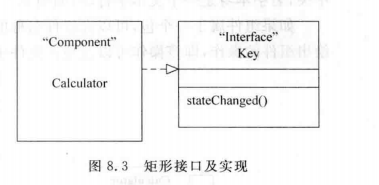 “Component”
Calculator
“Interface”
Key
stateChanged()
图 8.3 矩形接口及实现